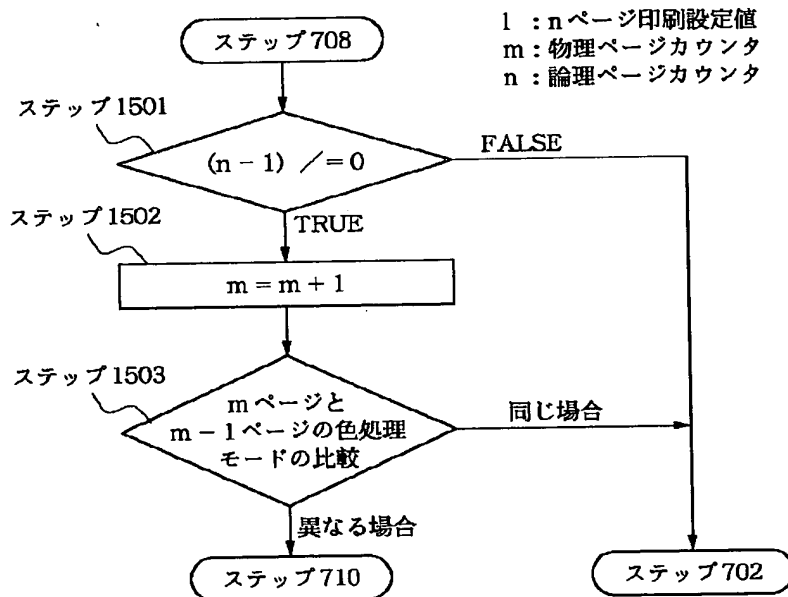 l : nページ印刷設定値
m : 物理ページカウンタ
n : 論理ページカウンタ
ステップ708
ステップ1501
(n - 1) ／= 0
FALSE
TRUE
ステップ1502
m = m + 1
ステップ1503
mページと
m - 1ページの色処理
モードの比較
同じ場合
異なる場合
ステップ710
ステップ702